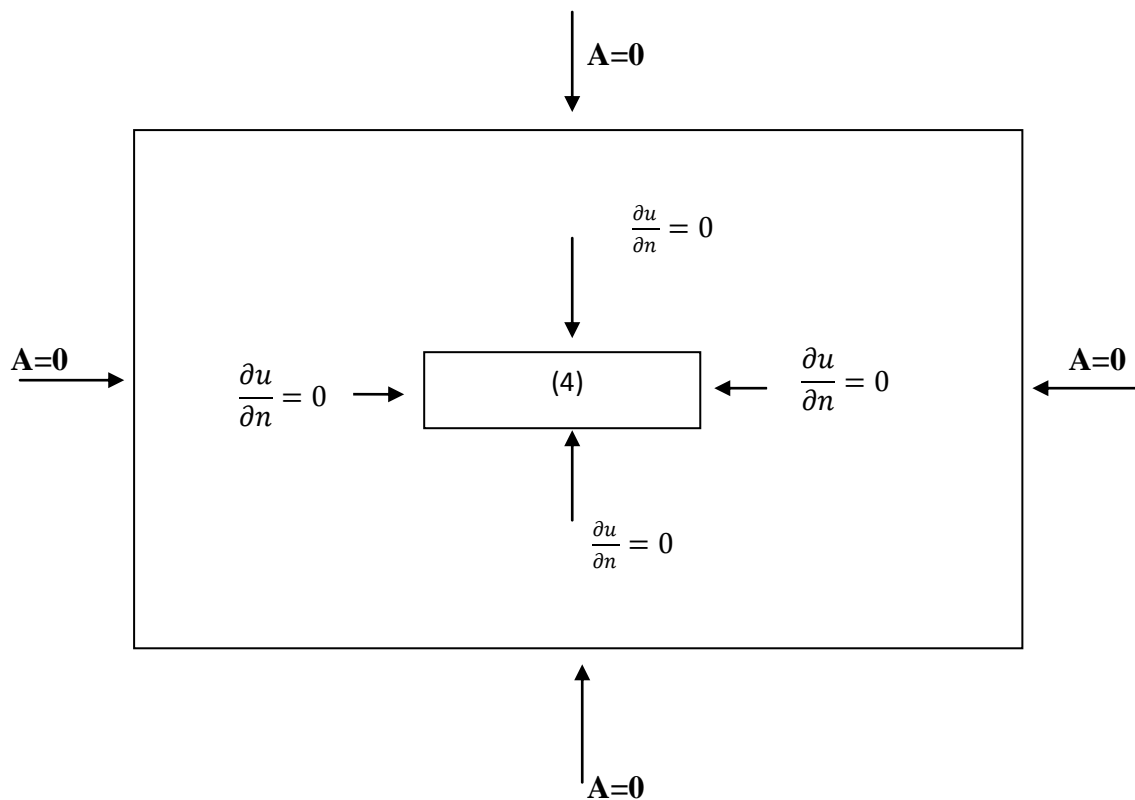 A=0
∂u/∂n = 0
A=0
∂u/∂n = 0
(4)
∂u/∂n = 0
A=0
∂u/∂n = 0
A=0